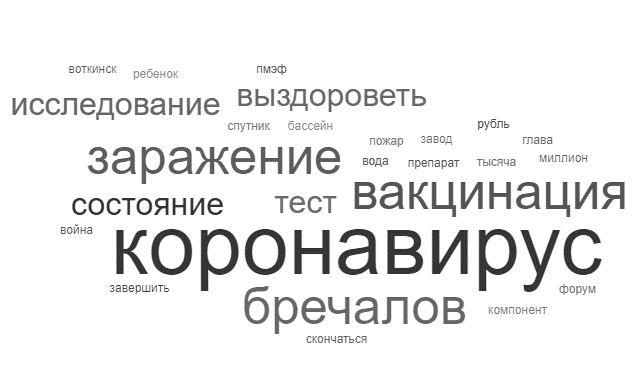 воткинск
ребенок
пмэф
исследование
выздороветь
спутник
бассейн
рубль
пожар
завод
глава
заражение
вода
препарат
тысяча
миллион
состояние
тест
вакцинация
война
коронавирус
завершить
форум
бречалов
компонент
скончаться